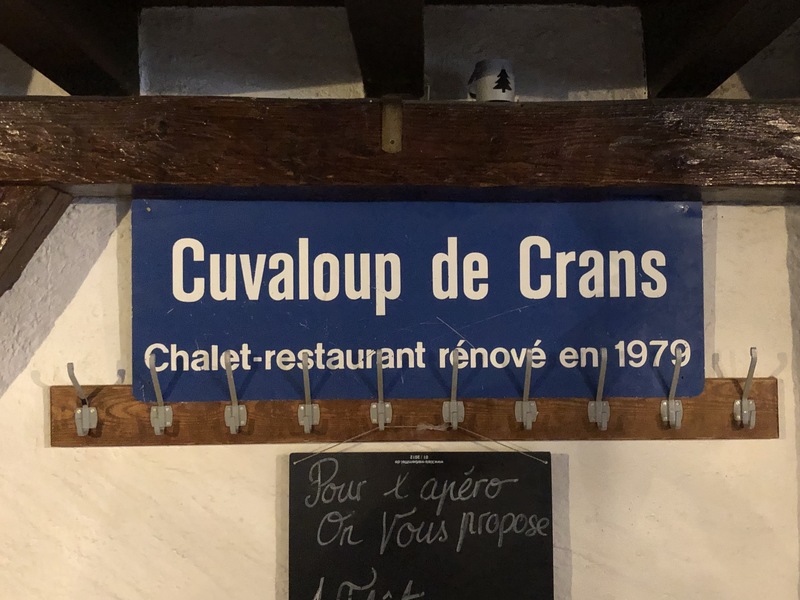 Cuvaloup de Crans
Chalet-restaurant rénové en 1979
Pour l'apéro
On Vous propose